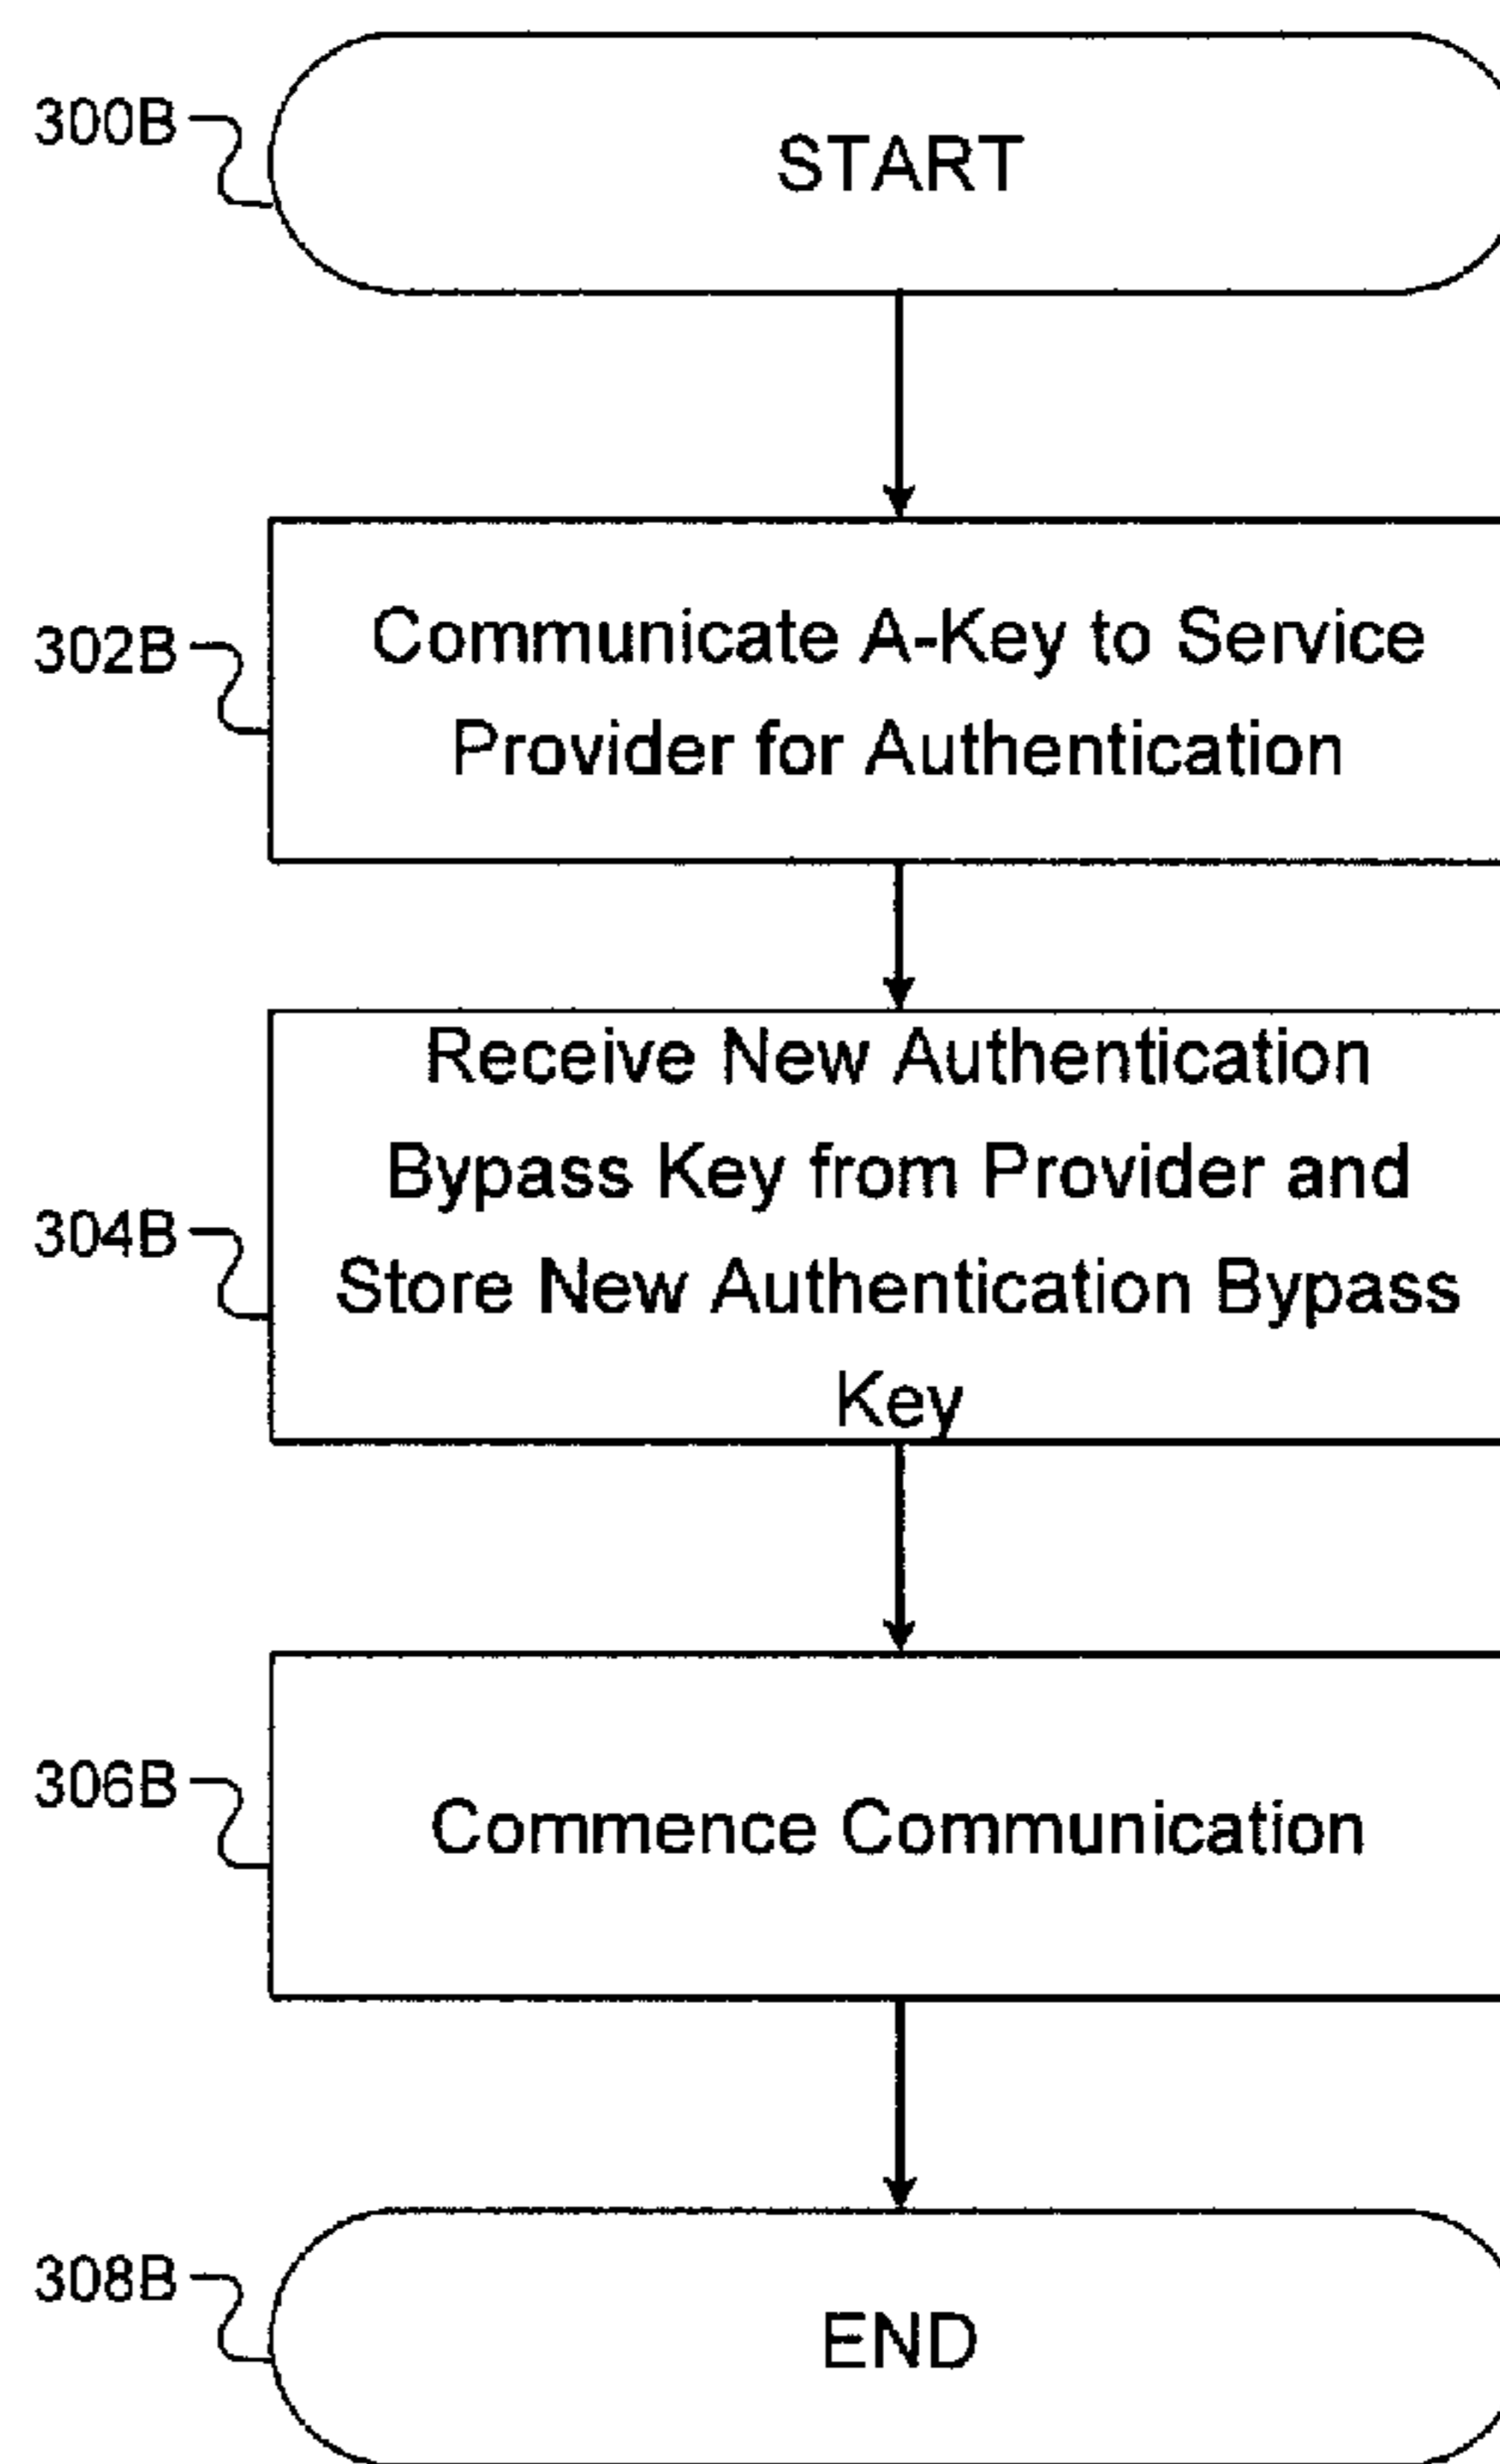 300B
START
302B
Communicate A-Key to Service
Provider for Authentication
Receive New Authentication
Bypass Key from Provider and
304B
Store New Authentication Bypass
Key
306B
Commence Communication
308B
END